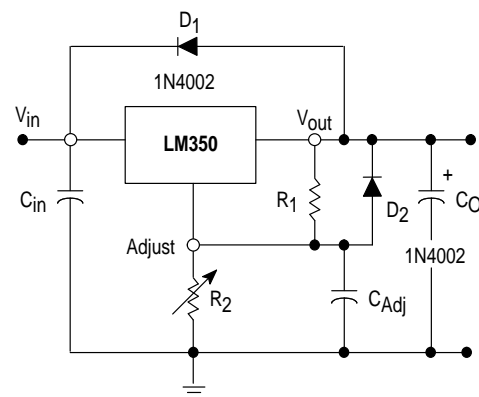 D1
1N4002
Vin
Vout
LM350
Cin
R1
D2
+
CO
Adjust
1N4002
R2
CAdj